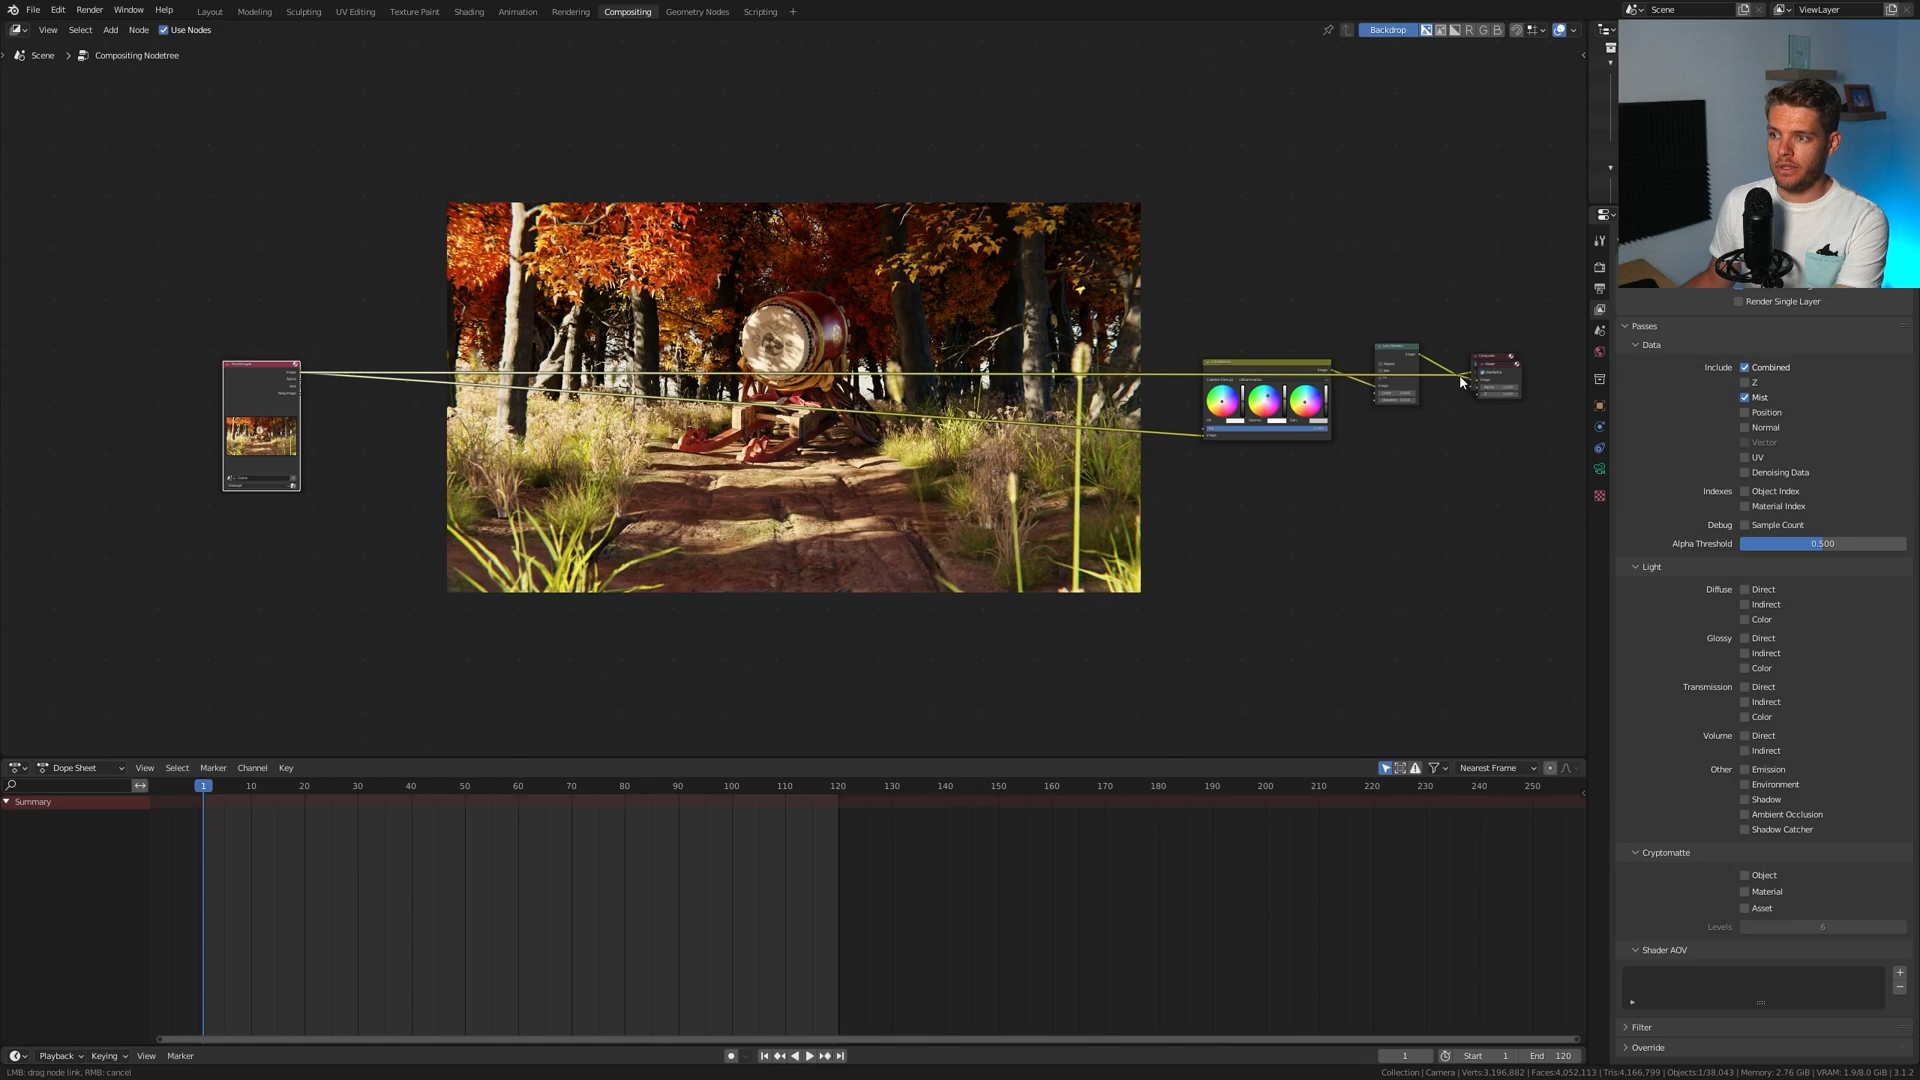 File Edit Render Window Help
Layout Modeling Sculpting UV Editing Texture Paint Shading Animation Rendering Compositing Geometry Nodes Scripting +
Scene
ViewLayer
View Select Add Node Use Nodes
Backdrop
R G B
Scene > Compositing Nodetree
Render Single Layer
Passes
Data
Include Combined
Z
Mist
Position
Normal
Vector
UV
Denoising Data
Indexes Object Index
Material Index
Debug Sample Count
Alpha Threshold 0.500
Light
Diffuse Direct
Indirect
Color
Glossy Direct
Indirect
Color
Transmission Direct
Indirect
Color
Volume Direct
Indirect
Other Emission
Environment
Shadow
Ambient Occlusion
Shadow Catcher
Cryptomatte
Object
Material
Asset
Levels 6
Shader AOV
Filter
Override
Dope Sheet View Select Marker Channel Key
Nearest Frame
1 10 20 30 40 50 60 70 80 90 100 110 120 130 140 150 160 170 180 190 200 210 220 230 240 250
Summary
Playback Keying View Marker
1 Start 1 End 120
LMB: drag node link, RMB: cancel
Collection | Camera | Verts:3,196,882 | Faces:4,052,113 | Tris:4,166,799 | Objects:1/38,043 | Memory: 2.76 GiB | VRAM: 1.9/8.0 GiB | 3.1.2